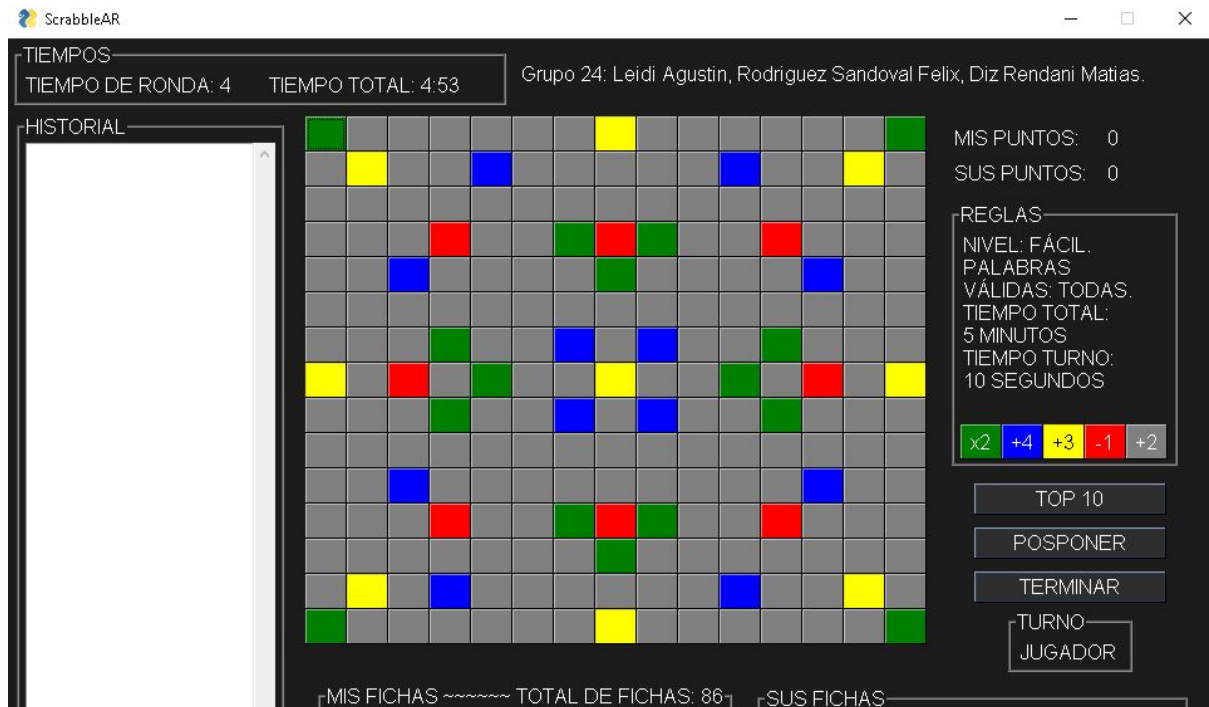 ScrabbleAR
TIEMPOS
TIEMPO DE RONDA: 4 TIEMPO TOTAL: 4:53
Grupo 24: Leidi Agustin, Rodriguez Sandoval Felix, Diz Rendani Matias.
HISTORIAL
MIS PUNTOS: 0
SUS PUNTOS: 0
REGLAS
NIVEL: FÁCIL.
PALABRAS
VÁLIDAS: TODAS.
TIEMPO TOTAL:
5 MINUTOS
TIEMPO TURNO:
10 SEGUNDOS
x2 +4 +3 -1 +2
TOP 10
POSPONER
TERMINAR
TURNO
JUGADOR
MIS FICHAS ~~~~~~ TOTAL DE FICHAS: 86
SUS FICHAS